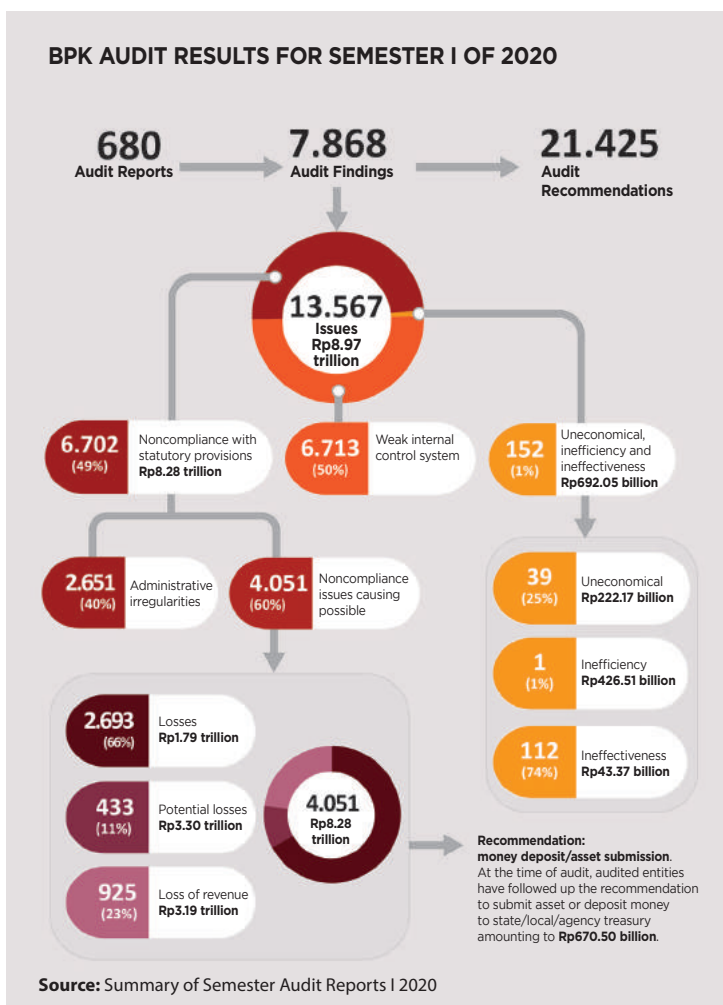 BPK AUDIT RESULTS FOR SEMESTER I OF 2020
680
Audit Reports
7.868
Audit Findings
21.425
Audit
Recommendations
13.567
Issues
Rp8.97
trillion
6.702
(49%)
Noncompliance with
statutory provisions
Rp8.28 trillion
6.713
(50%)
Weak internal
control system
152
(1%)
Uneconomical,
inefficiency and
ineffectiveness
Rp692.05 billion
2.651
(40%)
Administrative
irregularities
4.051
(60%)
Noncompliance
issues causing
possible
39
(25%)
Uneconomical
Rp222.17 billion
1
(1%)
Inefficiency
Rp426.51 billion
112
(74%)
Ineffectiveness
Rp43.37 billion
2.693
(66%)
Losses
Rp1.79 trillion
433
(11%)
Potential losses
Rp3.30 trillion
925
(23%)
Loss of revenue
Rp3.19 trillion
4.051
Rp8.28
trillion
Recommendation:
money deposit/asset submission.
At the time of audit, audited entities
have followed up the recommendation
to submit asset or deposit money
to state/local/agency treasury
amounting to Rp670.50 billion.
Source: Summary of Semester Audit Reports I 2020